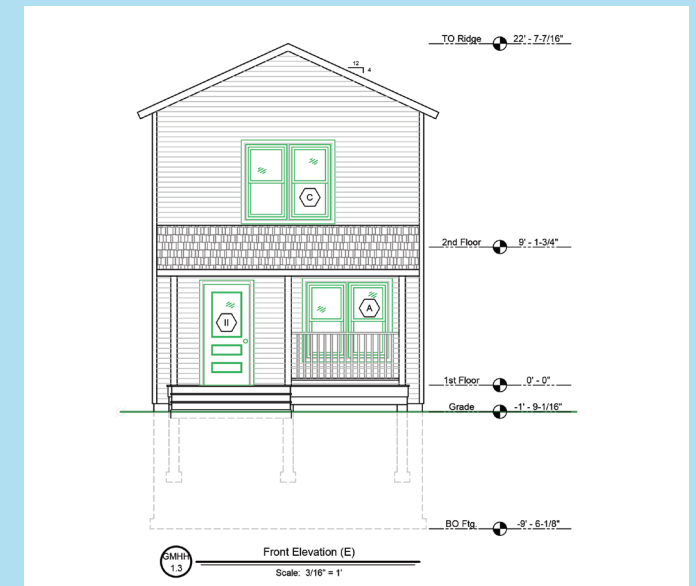 TO Ridge 22' - 7-7/16"
12
4
C
2nd Floor 9' - 1-3/4"
A
II
1st Floor 0' - 0"
Grade -1' - 9-1/16"
BO Ftg. -9' - 6-1/8"
GMHH
1.3
Front Elevation (E)
Scale: 3/16" = 1'